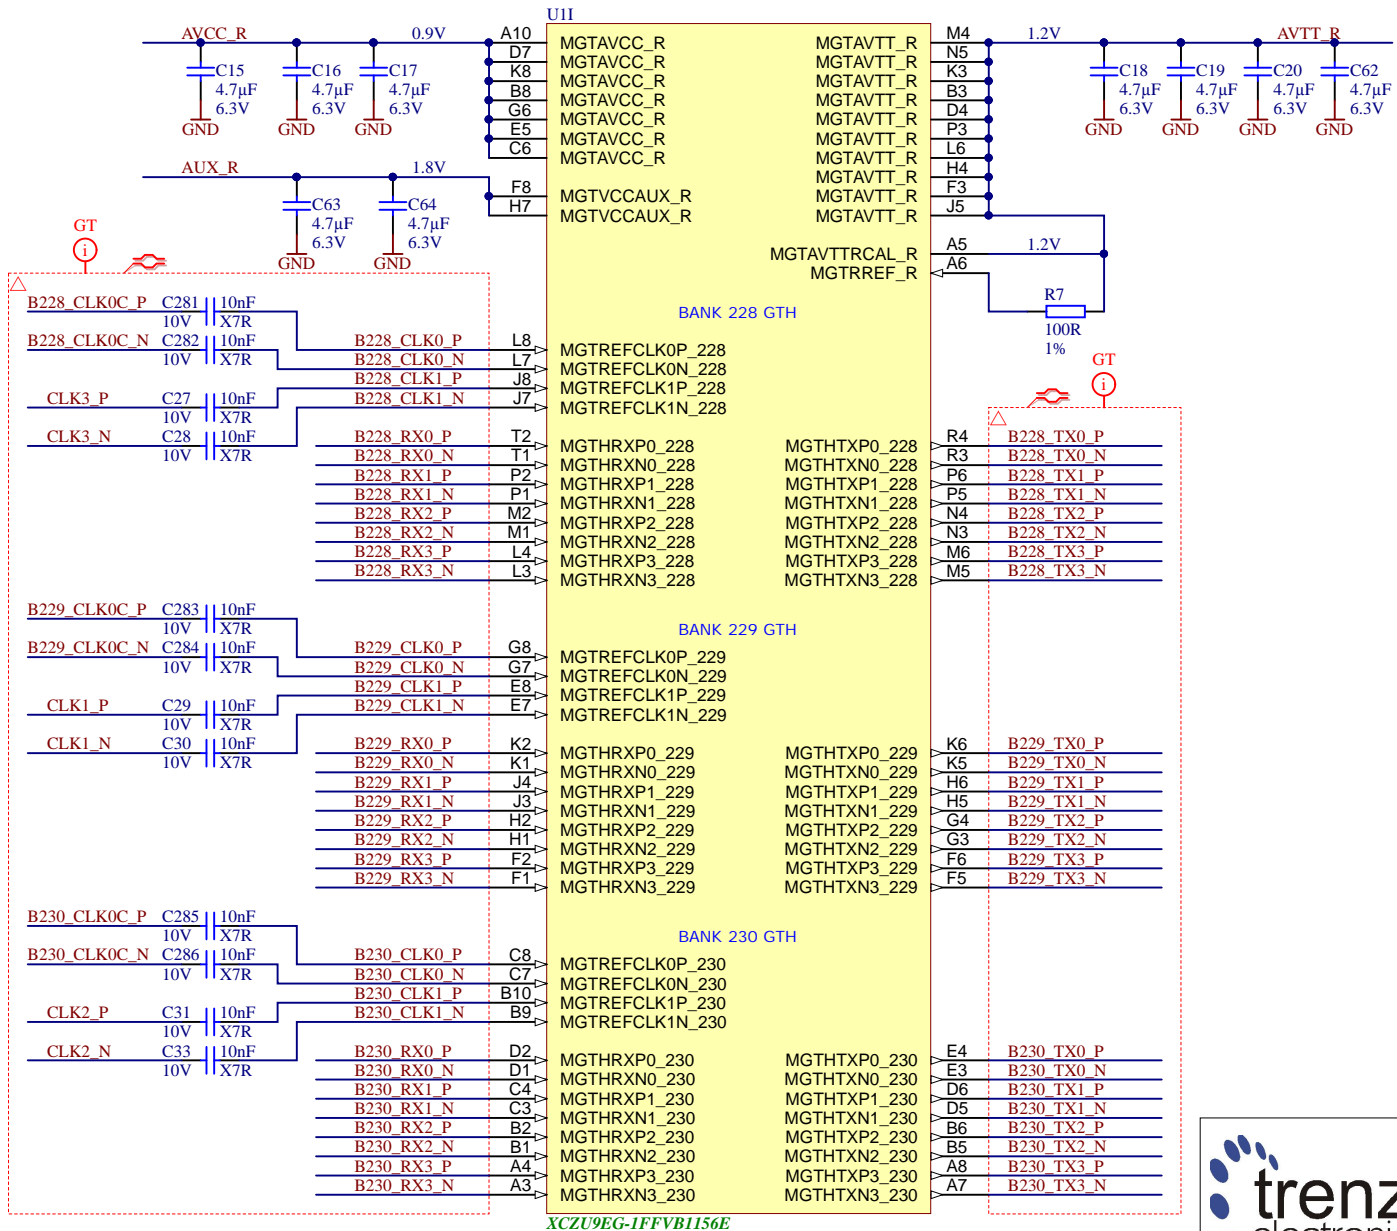 U1I
AVCC_R 0.9V A10 MGTAVCC_R MGTAVTT_R M4 1.2V AVTT_R
D7 MGTAVCC_R MGTAVTT_R N5
K8 MGTAVCC_R MGTAVTT_R K3
B8 MGTAVCC_R MGTAVTT_R B3
G6 MGTAVCC_R MGTAVTT_R D4
E5 MGTAVCC_R MGTAVTT_R P3
C6 MGTAVCC_R MGTAVTT_R L6
MGTAVTT_R H4
F8 MGTVCCAUX_R MGTAVTT_R F3
H7 MGTVCCAUX_R MGTAVTT_R J5
C15 4.7µF 6.3V GND
C16 4.7µF 6.3V GND
C17 4.7µF 6.3V GND
C18 4.7µF 6.3V GND
C19 4.7µF 6.3V GND
C20 4.7µF 6.3V GND
C62 4.7µF 6.3V GND
AUX_R 1.8V
C63 4.7µF 6.3V GND
C64 4.7µF 6.3V GND
MGTAVTTRCAL_R A5 1.2V
MGTRREF_R A6
R7
100R
1%
GT
i
GT
i
BANK 228 GTH
B228_CLK0C_P C281 10nF 10V X7R
B228_CLK0C_N C282 10nF 10V X7R
CLK3_P C27 10nF 10V X7R
CLK3_N C28 10nF 10V X7R
B228_CLK0_P L8 MGTREFCLK0P_228
B228_CLK0_N L7 MGTREFCLK0N_228
B228_CLK1_P J8 MGTREFCLK1P_228
B228_CLK1_N J7 MGTREFCLK1N_228
B228_RX0_P T2 MGTHRXP0_228 MGTHTXP0_228 R4 B228_TX0_P
B228_RX0_N T1 MGTHRXN0_228 MGTHTXN0_228 R3 B228_TX0_N
B228_RX1_P P2 MGTHRXP1_228 MGTHTXP1_228 P6 B228_TX1_P
B228_RX1_N P1 MGTHRXN1_228 MGTHTXN1_228 P5 B228_TX1_N
B228_RX2_P M2 MGTHRXP2_228 MGTHTXP2_228 N4 B228_TX2_P
B228_RX2_N M1 MGTHRXN2_228 MGTHTXN2_228 N3 B228_TX2_N
B228_RX3_P L4 MGTHRXP3_228 MGTHTXP3_228 M6 B228_TX3_P
B228_RX3_N L3 MGTHRXN3_228 MGTHTXN3_228 M5 B228_TX3_N
BANK 229 GTH
B229_CLK0C_P C283 10nF 10V X7R
B229_CLK0C_N C284 10nF 10V X7R
CLK1_P C29 10nF 10V X7R
CLK1_N C30 10nF 10V X7R
B229_CLK0_P G8 MGTREFCLK0P_229
B229_CLK0_N G7 MGTREFCLK0N_229
B229_CLK1_P E8 MGTREFCLK1P_229
B229_CLK1_N E7 MGTREFCLK1N_229
B229_RX0_P K2 MGTHRXP0_229 MGTHTXP0_229 K6 B229_TX0_P
B229_RX0_N K1 MGTHRXN0_229 MGTHTXN0_229 K5 B229_TX0_N
B229_RX1_P J4 MGTHRXP1_229 MGTHTXP1_229 H6 B229_TX1_P
B229_RX1_N J3 MGTHRXN1_229 MGTHTXN1_229 H5 B229_TX1_N
B229_RX2_P H2 MGTHRXP2_229 MGTHTXP2_229 G4 B229_TX2_P
B229_RX2_N H1 MGTHRXN2_229 MGTHTXN2_229 G3 B229_TX2_N
B229_RX3_P F2 MGTHRXP3_229 MGTHTXP3_229 F6 B229_TX3_P
B229_RX3_N F1 MGTHRXN3_229 MGTHTXN3_229 F5 B229_TX3_N
BANK 230 GTH
B230_CLK0C_P C285 10nF 10V X7R
B230_CLK0C_N C286 10nF 10V X7R
CLK2_P C31 10nF 10V X7R
CLK2_N C33 10nF 10V X7R
B230_CLK0_P C8 MGTREFCLK0P_230
B230_CLK0_N C7 MGTREFCLK0N_230
B230_CLK1_P B10 MGTREFCLK1P_230
B230_CLK1_N B9 MGTREFCLK1N_230
B230_RX0_P D2 MGTHRXP0_230 MGTHTXP0_230 E4 B230_TX0_P
B230_RX0_N D1 MGTHRXN0_230 MGTHTXN0_230 E3 B230_TX0_N
B230_RX1_P C4 MGTHRXP1_230 MGTHTXP1_230 D6 B230_TX1_P
B230_RX1_N C3 MGTHRXN1_230 MGTHTXN1_230 D5 B230_TX1_N
B230_RX2_P B2 MGTHRXP2_230 MGTHTXP2_230 B6 B230_TX2_P
B230_RX2_N B1 MGTHRXN2_230 MGTHTXN2_230 B5 B230_TX2_N
B230_RX3_P A4 MGTHRXP3_230 MGTHTXP3_230 A8 B230_TX3_P
B230_RX3_N A3 MGTHRXN3_230 MGTHTXN3_230 A7 B230_TX3_N
XCZU9EG-1FFVB1156E
trenz